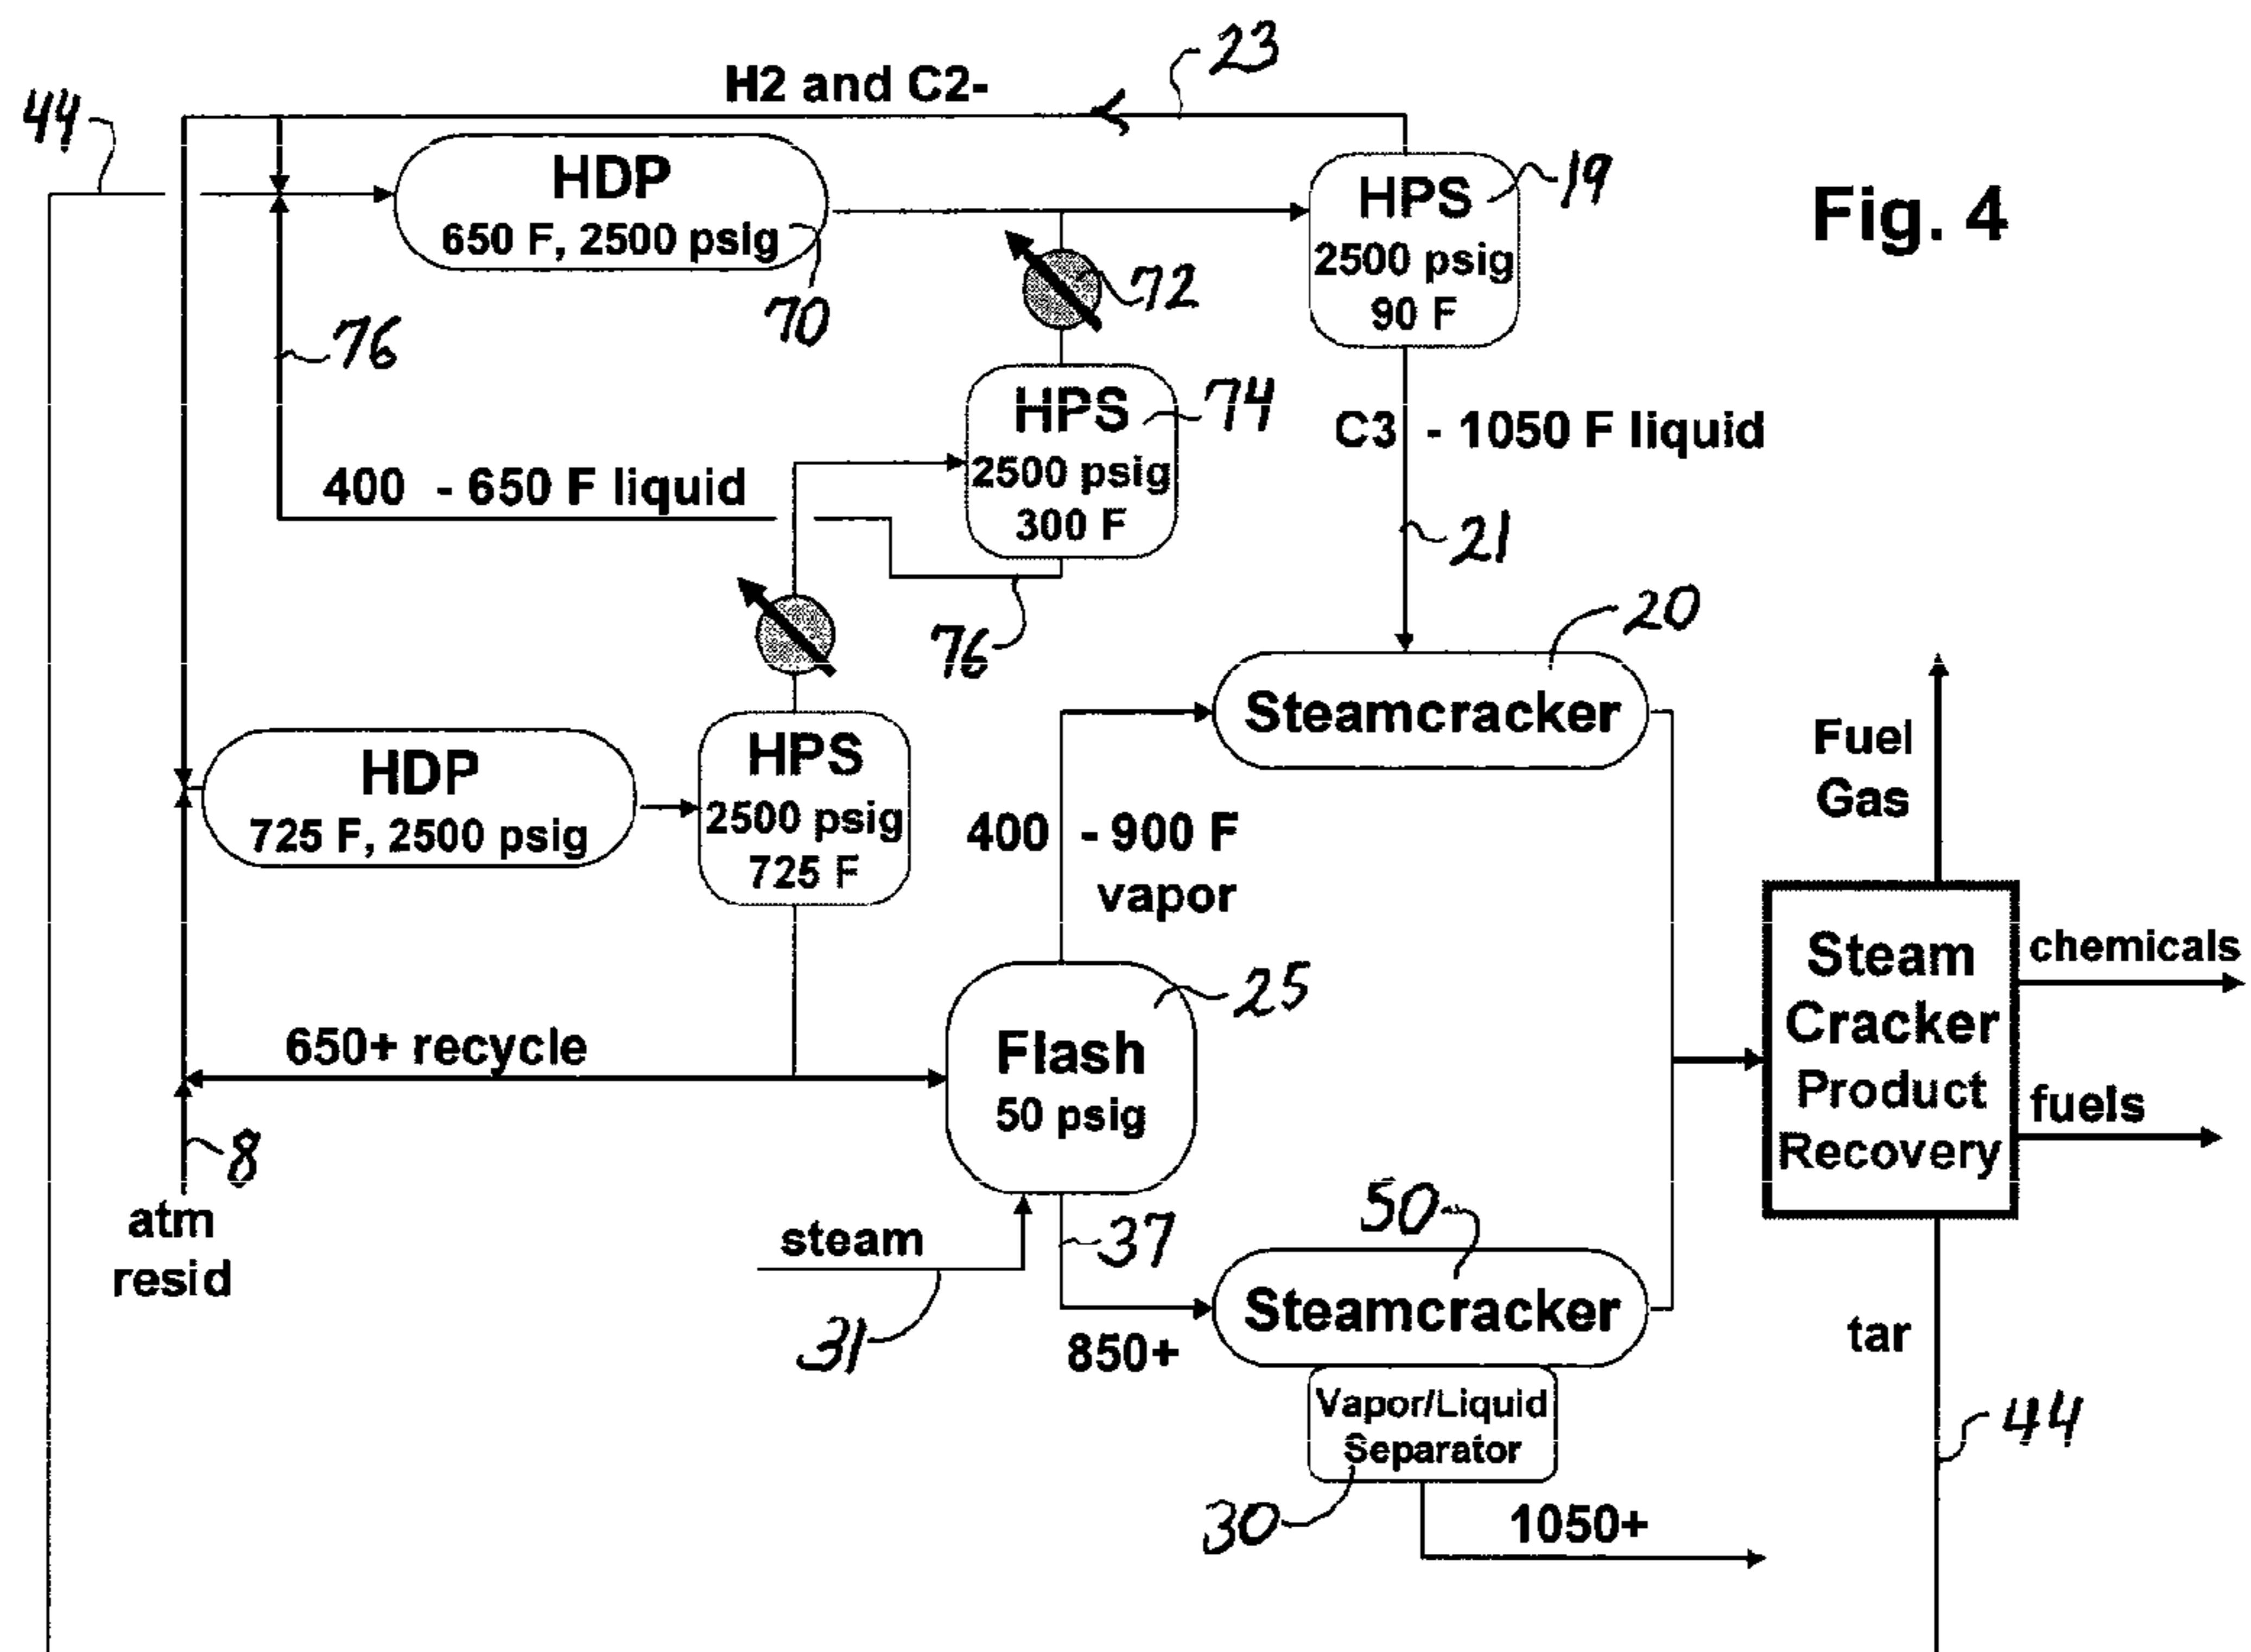 H2 and C2-
23
44
HDP
650 F, 2500 psig
70
HPS
2500 psig
90 F
19
Fig. 4
72
76
HPS
2500 psig
300 F
74
C3 - 1050 F liquid
400 - 650 F liquid
21
76
20
Steamcracker
HDP
725 F, 2500 psig
HPS
2500 psig
725 F
400 - 900 F
vapor
Fuel
Gas
Steam
Cracker
Product
Recovery
chemicals
fuels
650+ recycle
Flash
50 psig
25
8
atm
resid
steam
31
37
50
Steamcracker
850+
Vapor/Liquid
Separator
30
1050+
tar
44